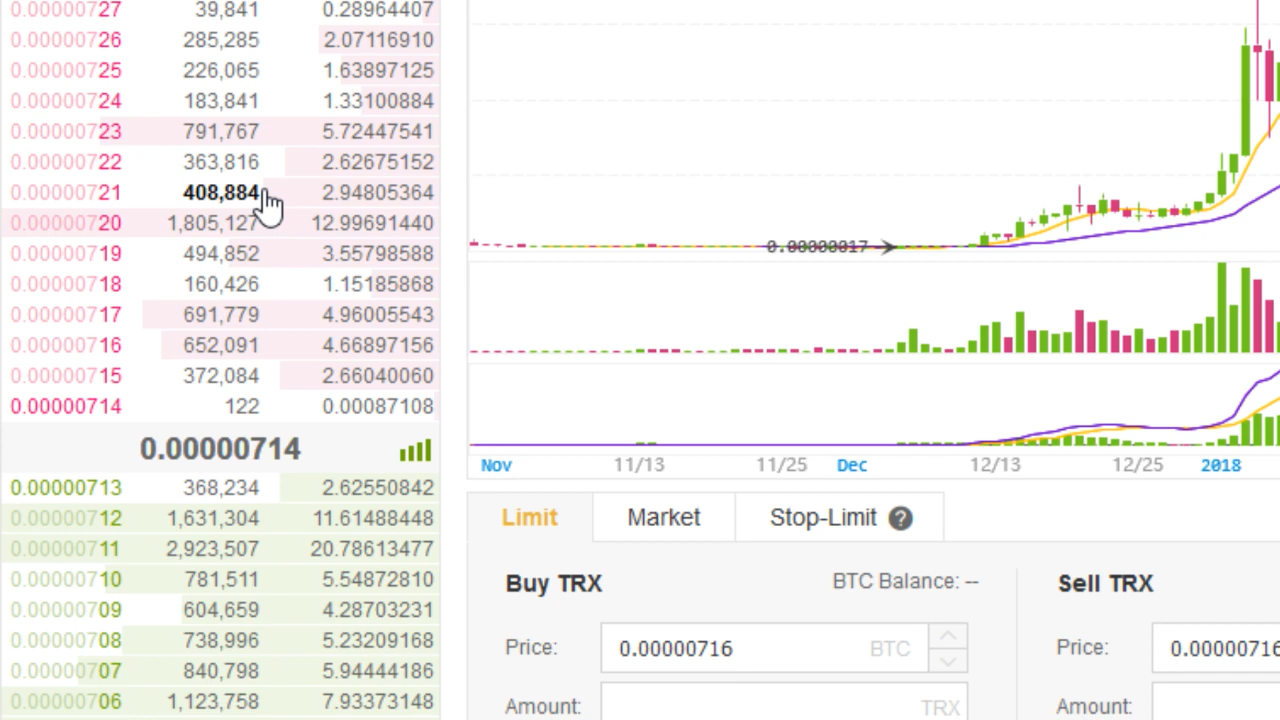 0.00000727 39,841 0.28964407
0.00000726 285,285 2.07116910
0.00000725 226,065 1.63897125
0.00000724 183,841 1.33100884
0.00000723 791,767 5.72447541
0.00000722 363,816 2.62675152
0.00000721 408,884 2.94805364
0.00000720 1,805,127 12.99691440
0.00000719 494,852 3.55798588
0.00000718 160,426 1.15185868
0.00000717 691,779 4.96005543
0.00000716 652,091 4.66897156
0.00000715 372,084 2.66040060
0.00000714 122 0.00087108
0.00000714
0.00000713 368,234 2.62550842
0.00000712 1,631,304 11.61488448
0.00000711 2,923,507 20.78613477
0.00000710 781,511 5.54872810
0.00000709 604,659 4.28703231
0.00000708 738,996 5.23209168
0.00000707 840,798 5.94444186
0.00000706 1,123,758 7.93373148
0.00000017
Nov 11/13 11/25 Dec 12/13 12/25 2018
Limit Market Stop-Limit ?
Buy TRX BTC Balance: -- Sell TRX
Price: 0.00000716 BTC Price: 0.00000716
Amount: TRX Amount: